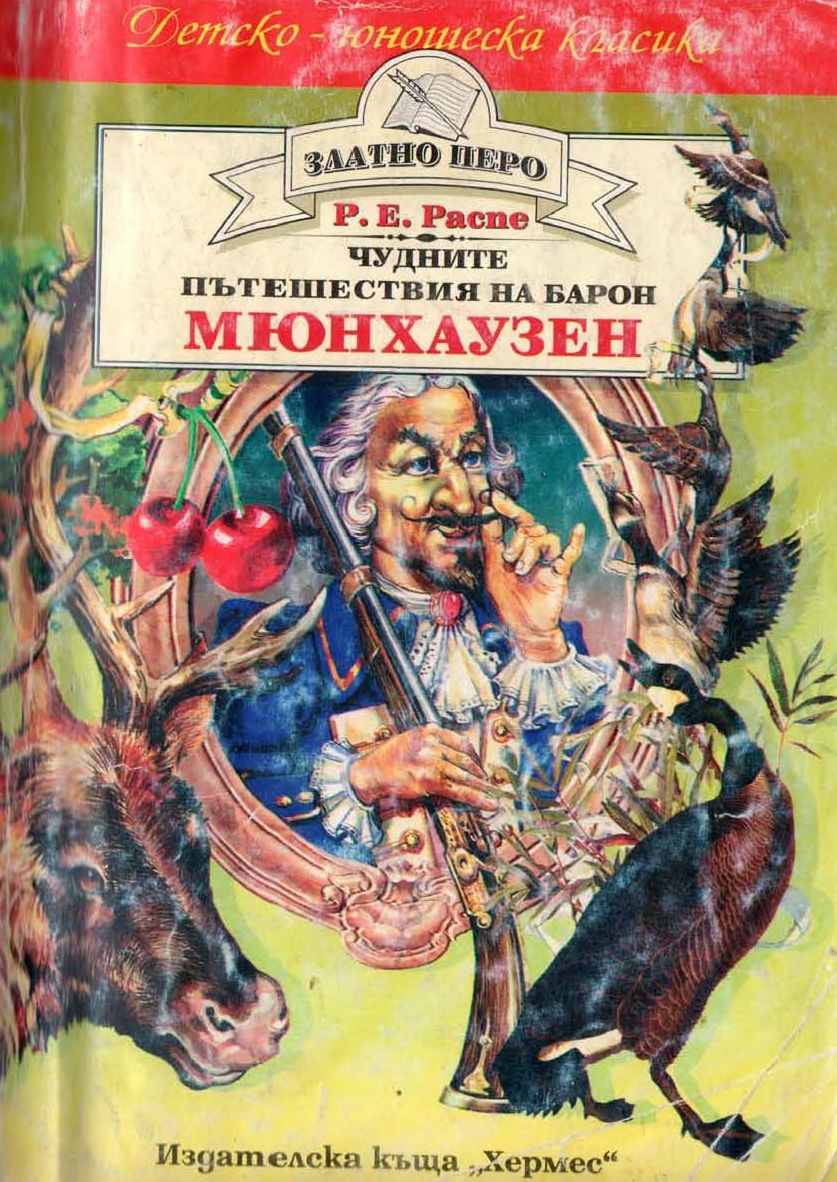 Детско - юношеска класика
ЗЛАТНО ПЕРО
Р. Е. Распе
ЧУДНИТЕ
ПЪТЕШЕСТВИЯ НА БАРОН
МЮНХАУЗЕН
Издателска къща „Хермес“